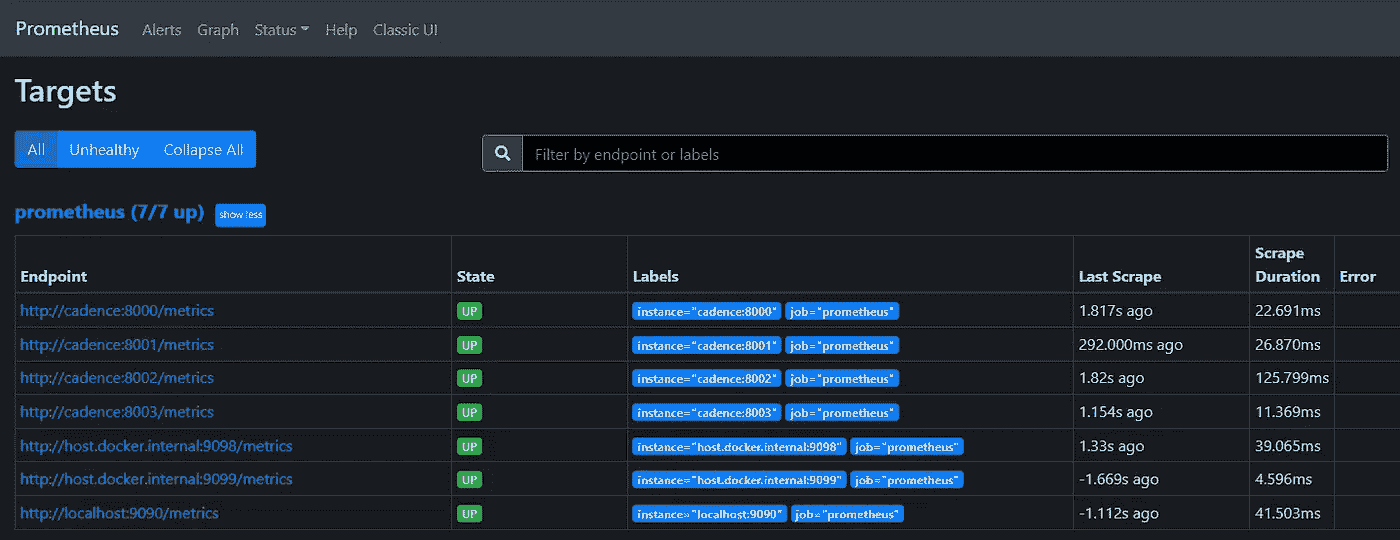 Prometheus Alerts Graph Status Help Classic UI
Targets
All Unhealthy Collapse All
Filter by endpoint or labels
prometheus (7/7 up) show less
Endpoint State Labels Last Scrape Scrape Duration Error
http://cadence:8000/metrics UP instance="cadence:8000" job="prometheus" 1.817s ago 22.691ms
http://cadence:8001/metrics UP instance="cadence:8001" job="prometheus" 292.000ms ago 26.870ms
http://cadence:8002/metrics UP instance="cadence:8002" job="prometheus" 1.82s ago 125.799ms
http://cadence:8003/metrics UP instance="cadence:8003" job="prometheus" 1.154s ago 11.369ms
http://host.docker.internal:9098/metrics UP instance="host.docker.internal:9098" job="prometheus" 1.33s ago 39.065ms
http://host.docker.internal:9099/metrics UP instance="host.docker.internal:9099" job="prometheus" -1.669s ago 4.596ms
http://localhost:9090/metrics UP instance="localhost:9090" job="prometheus" -1.112s ago 41.503ms